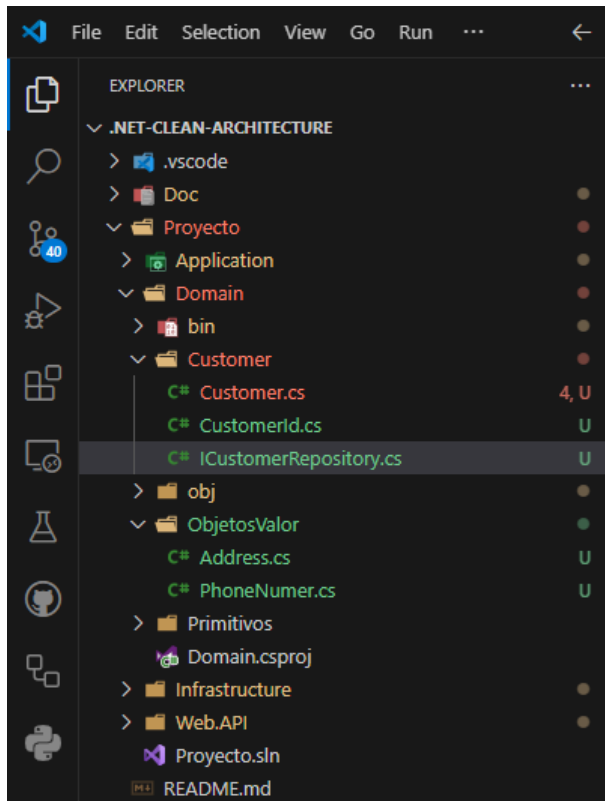 File Edit Selection View Go Run ...
EXPLORER ...
.NET-CLEAN-ARCHITECTURE
.vscode
Doc
Proyecto
40
Application
Domain
bin
Customer
C# Customer.cs 4, U
C# CustomerId.cs U
C# ICustomerRepository.cs U
obj
ObjetosValor
C# Address.cs U
C# PhoneNumer.cs U
Primitivos
Domain.csproj
Infrastructure
Web.API
Proyecto.sln
M+ README.md